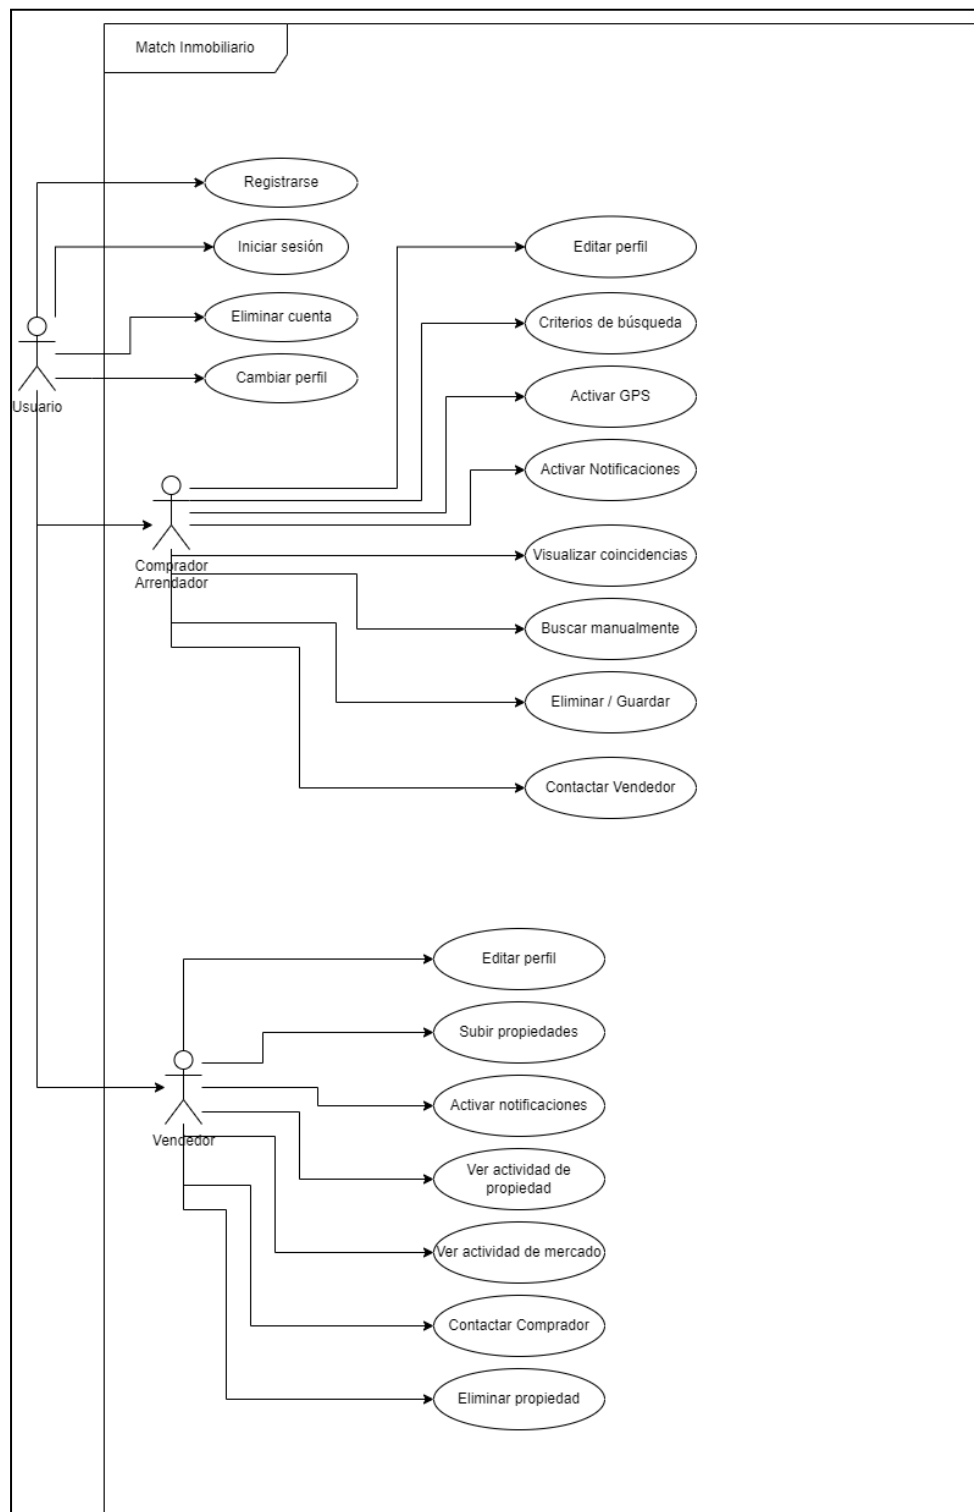 Match Inmobiliario
Registrarse
Iniciar sesión
Eliminar cuenta
Cambiar perfil
Usuario
Editar perfil
Criterios de búsqueda
Activar GPS
Activar Notificaciones
Comprador
Arrendador
Visualizar coincidencias
Buscar manualmente
Eliminar / Guardar
Contactar Vendedor
Editar perfil
Subir propiedades
Activar notificaciones
Vendedor
Ver actividad de
propiedad
Ver actividad de mercado
Contactar Comprador
Eliminar propiedad